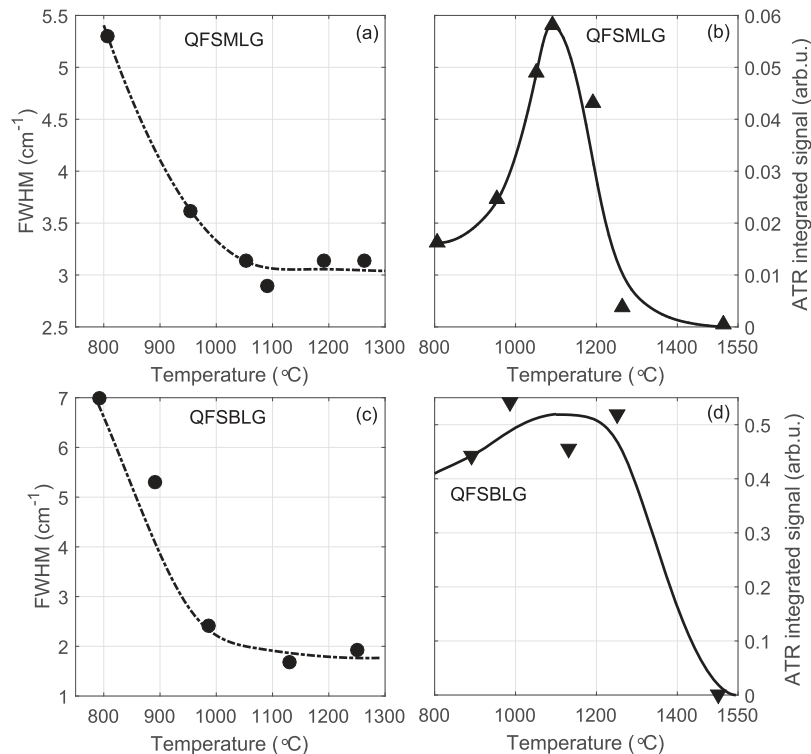 (a)
QFSMLG
FWHM (cm⁻¹)
5.5
5
4.5
4
3.5
3
2.5
800 900 1000 1100 1200 1300
Temperature (°C)
(b)
QFSMLG
ATR integrated signal (arb.u.)
0.06
0.05
0.04
0.03
0.02
0.01
0
800 1000 1200 1400 1550
Temperature (°C)
(c)
QFSBLG
FWHM (cm⁻¹)
7
6
5
4
3
2
1
800 900 1000 1100 1200 1300
Temperature (°C)
(d)
QFSBLG
ATR integrated signal (arb.u.)
0.5
0.4
0.3
0.2
0.1
0
800 1000 1200 1400 1550
Temperature (°C)